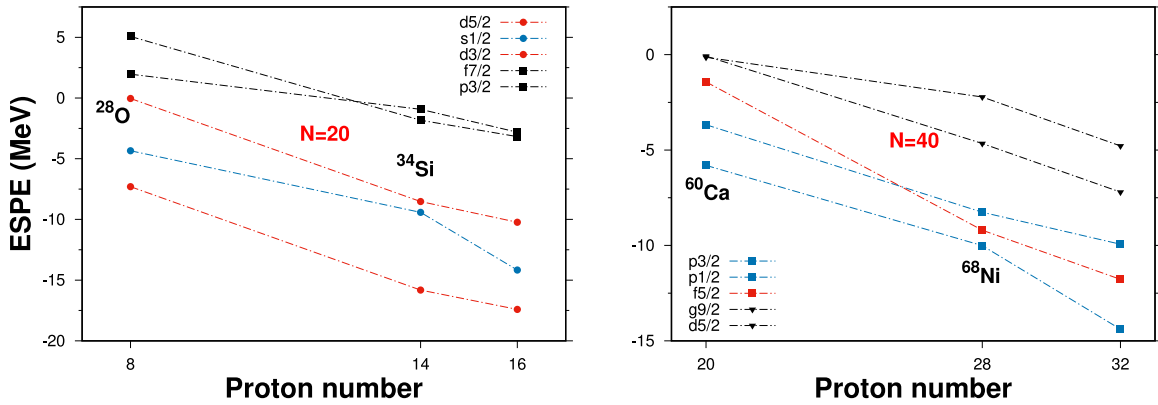 ESPE (MeV)
5
0
-5
-10
-15
-20
8
14
16
Proton number
28O
N=20
34Si
d5/2
s1/2
d3/2
f7/2
p3/2
0
-5
-10
-15
20
28
32
Proton number
60Ca
N=40
68Ni
p3/2
p1/2
f5/2
g9/2
d5/2